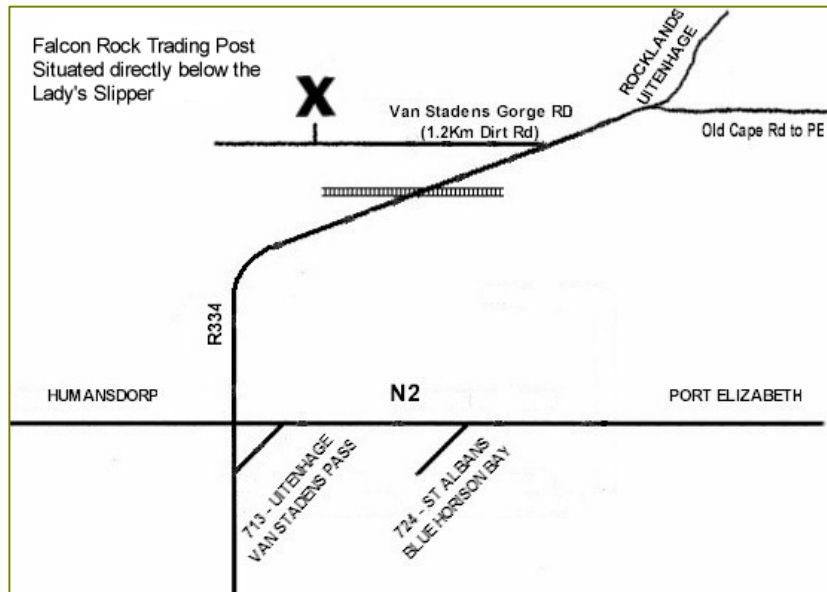 Falcon Rock Trading Post
Situated directly below the
Lady's Slipper
X
Van Stadens Gorge RD
(1.2Km Dirt Rd)
ROCKLANDS
UITENHAGE
Old Cape Rd to PE
R334
HUMANSDORP
N2
PORT ELIZABETH
713 - UITENHAGE
VAN STADENS PASS
724 - ST ALBANS
BLUE HORISON BAY